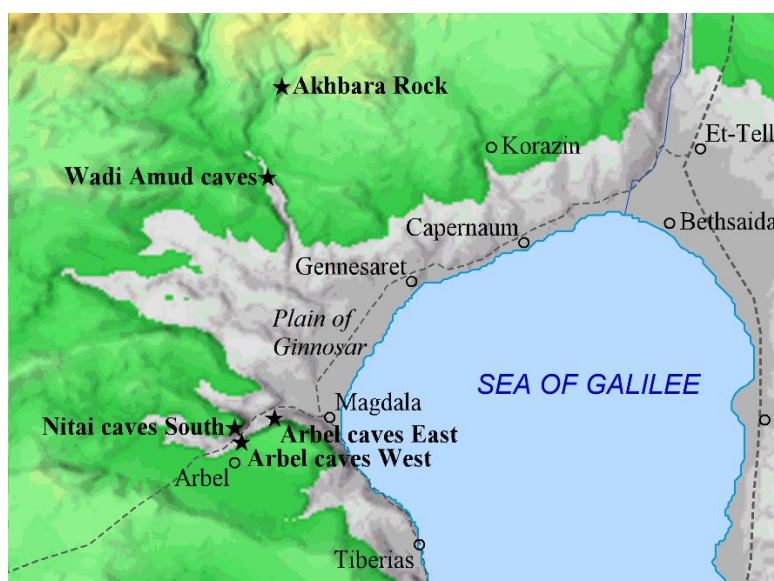 Akhbara Rock
Korazin
Et-Tell
Wadi Amud caves
Bethsaida
Capernaum
Gennesaret
Plain of
Ginnosar
SEA OF GALILEE
Magdala
Nitai caves South
Arbel caves East
Arbel caves West
Arbel
Tiberias